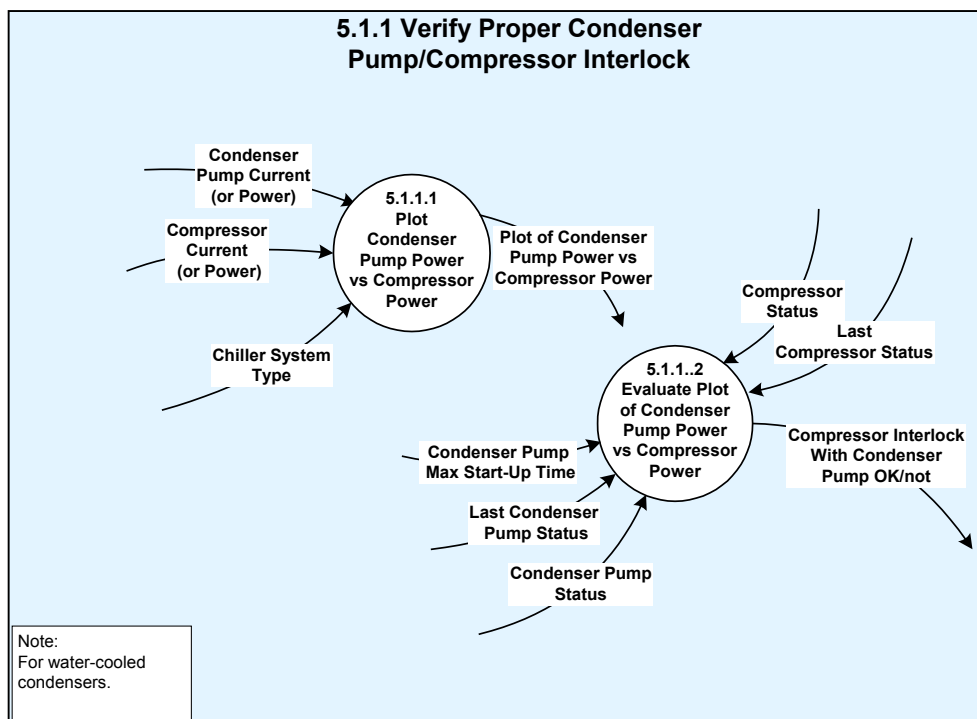 5.1.1 Verify Proper Condenser
Pump/Compressor Interlock
Condenser
Pump Current
(or Power)
Compressor
Current
(or Power)
Chiller System
Type
5.1.1.1
Plot
Condenser
Pump Power
vs Compressor
Power
Plot of Condenser
Pump Power vs
Compressor Power
Compressor
Status
Last
Compressor Status
5.1.1..2
Evaluate Plot
of Condenser
Pump Power
vs Compressor
Power
Condenser Pump
Max Start-Up Time
Last Condenser
Pump Status
Condenser Pump
Status
Compressor Interlock
With Condenser
Pump OK/not
Note:
For water-cooled
condensers.